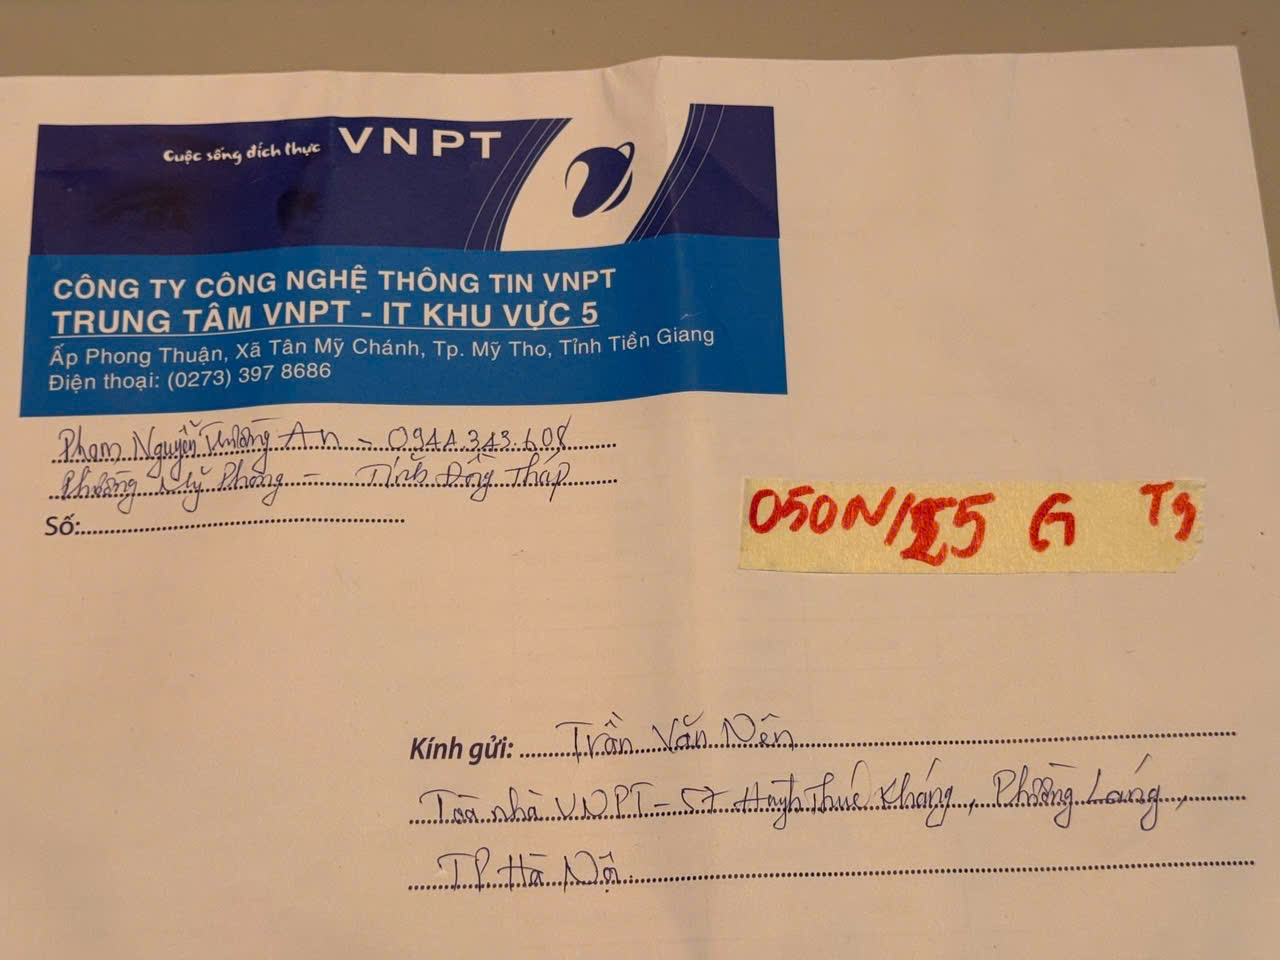 Cuộc sống đích thực VNPT
CÔNG TY CÔNG NGHỆ THÔNG TIN VNPT
TRUNG TÂM VNPT - IT KHU VỰC 5
Ấp Phong Thuận, Xã Tân Mỹ Chánh, Tp. Mỹ Tho, Tỉnh Tiền Giang
Điện thoại: (0273) 397 8686
Phạm Nguyễn Trường An - 0944.343.608
Phường Mỹ Phong - Tỉnh Đồng Tháp
Số:
050N/25 G Tg
Kính gửi: Trần Văn Nên
Tòa nhà VNPT - 57 Huỳnh Thúc Kháng, Phường Láng,
TP Hà Nội